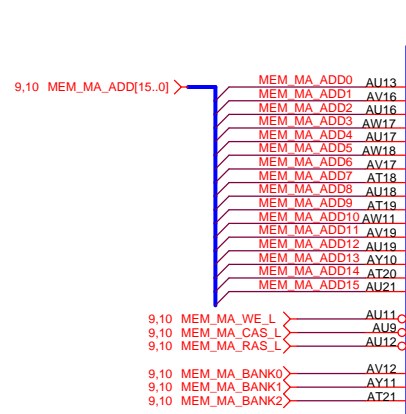 MEM_MA_ADD0 AU13
9,10 MEM_MA_ADD[15..0] MEM_MA_ADD1 AV16
MEM_MA_ADD2 AU16
MEM_MA_ADD3 AW17
MEM_MA_ADD4 AU17
MEM_MA_ADD5 AW18
MEM_MA_ADD6 AV17
MEM_MA_ADD7 AT18
MEM_MA_ADD8 AU18
MEM_MA_ADD9 AT19
MEM_MA_ADD10 AW11
MEM_MA_ADD11 AV19
MEM_MA_ADD12 AU19
MEM_MA_ADD13 AY10
MEM_MA_ADD14 AT20
MEM_MA_ADD15 AU21
9,10 MEM_MA_WE_L AU11
9,10 MEM_MA_CAS_L AU9
9,10 MEM_MA_RAS_L AU12
9,10 MEM_MA_BANK0 AV12
9,10 MEM_MA_BANK1 AY11
9,10 MEM_MA_BANK2 AT21